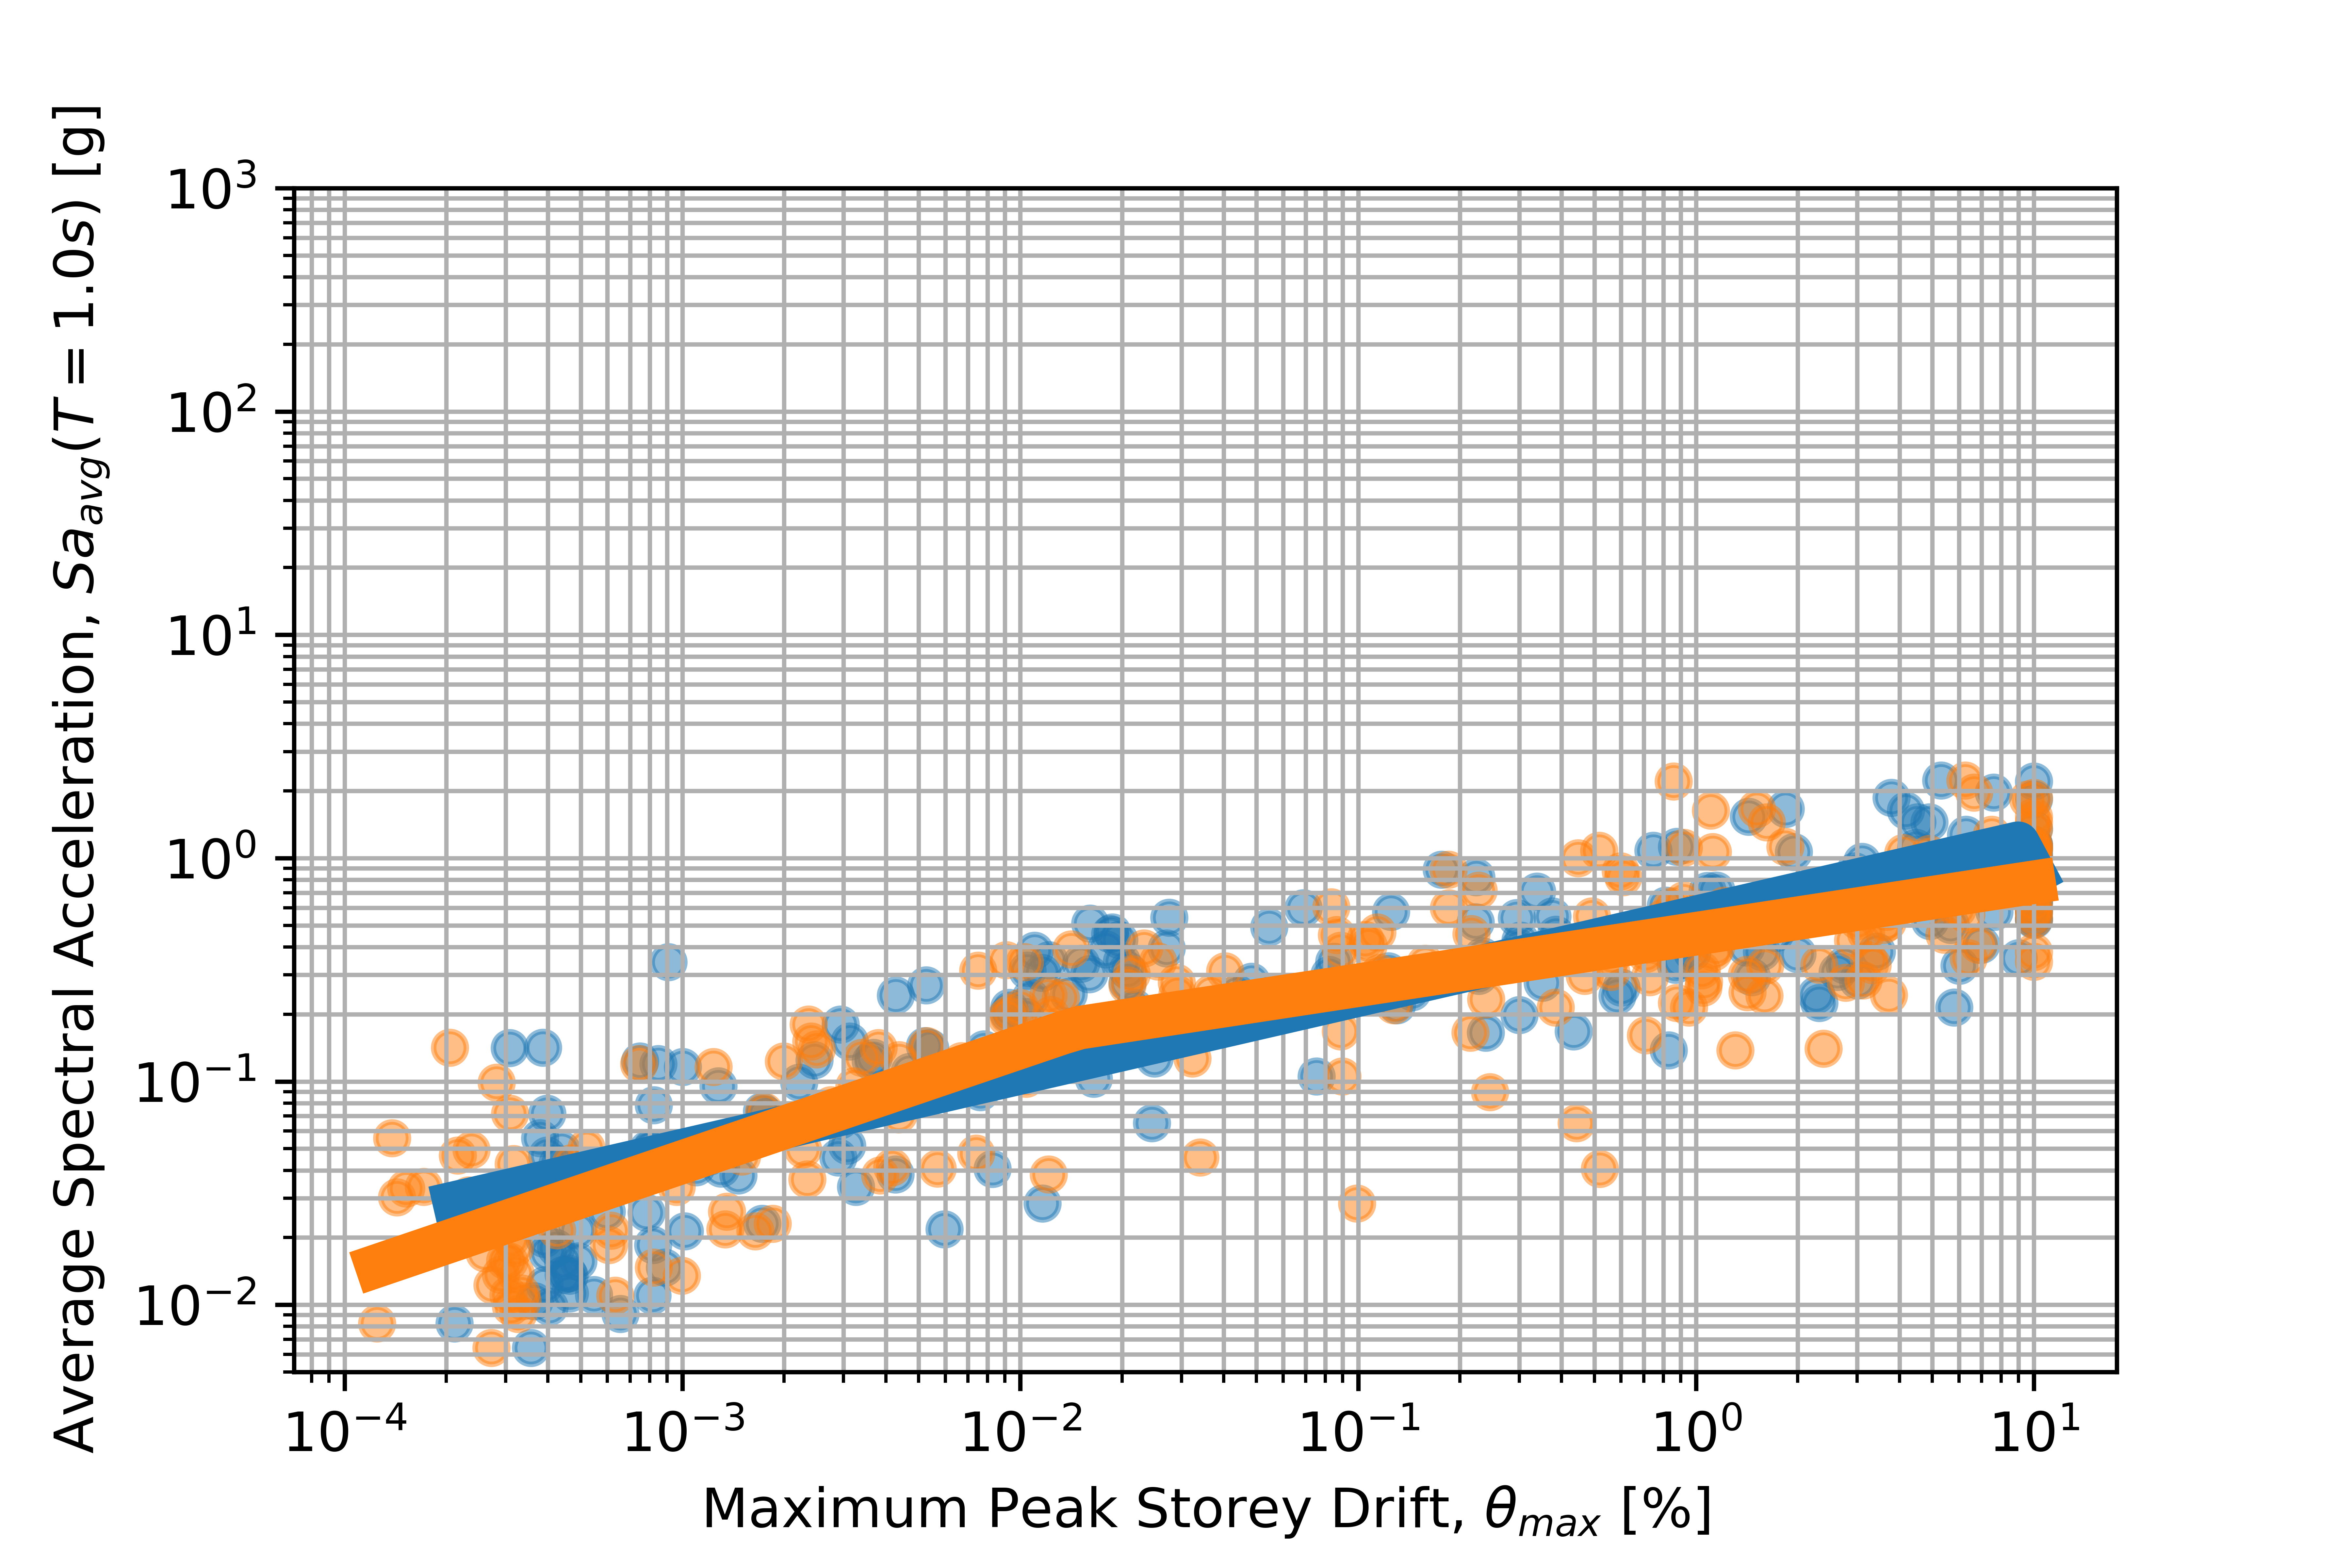 Average Spectral Acceleration, Sa_avg(T = 1.0s) [g]
10^3
10^2
10^1
10^0
10^−1
10^−2
10^−4 10^−3 10^−2 10^−1 10^0 10^1
Maximum Peak Storey Drift, θ_max [%]